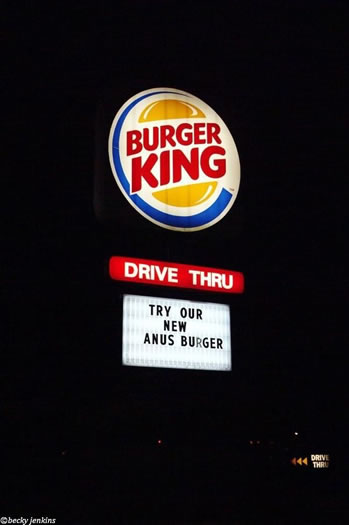 BURGER
KING
DRIVE THRU
TRY OUR
NEW
ANUS BURGER
DRIVE
THRU
©becky jenkins